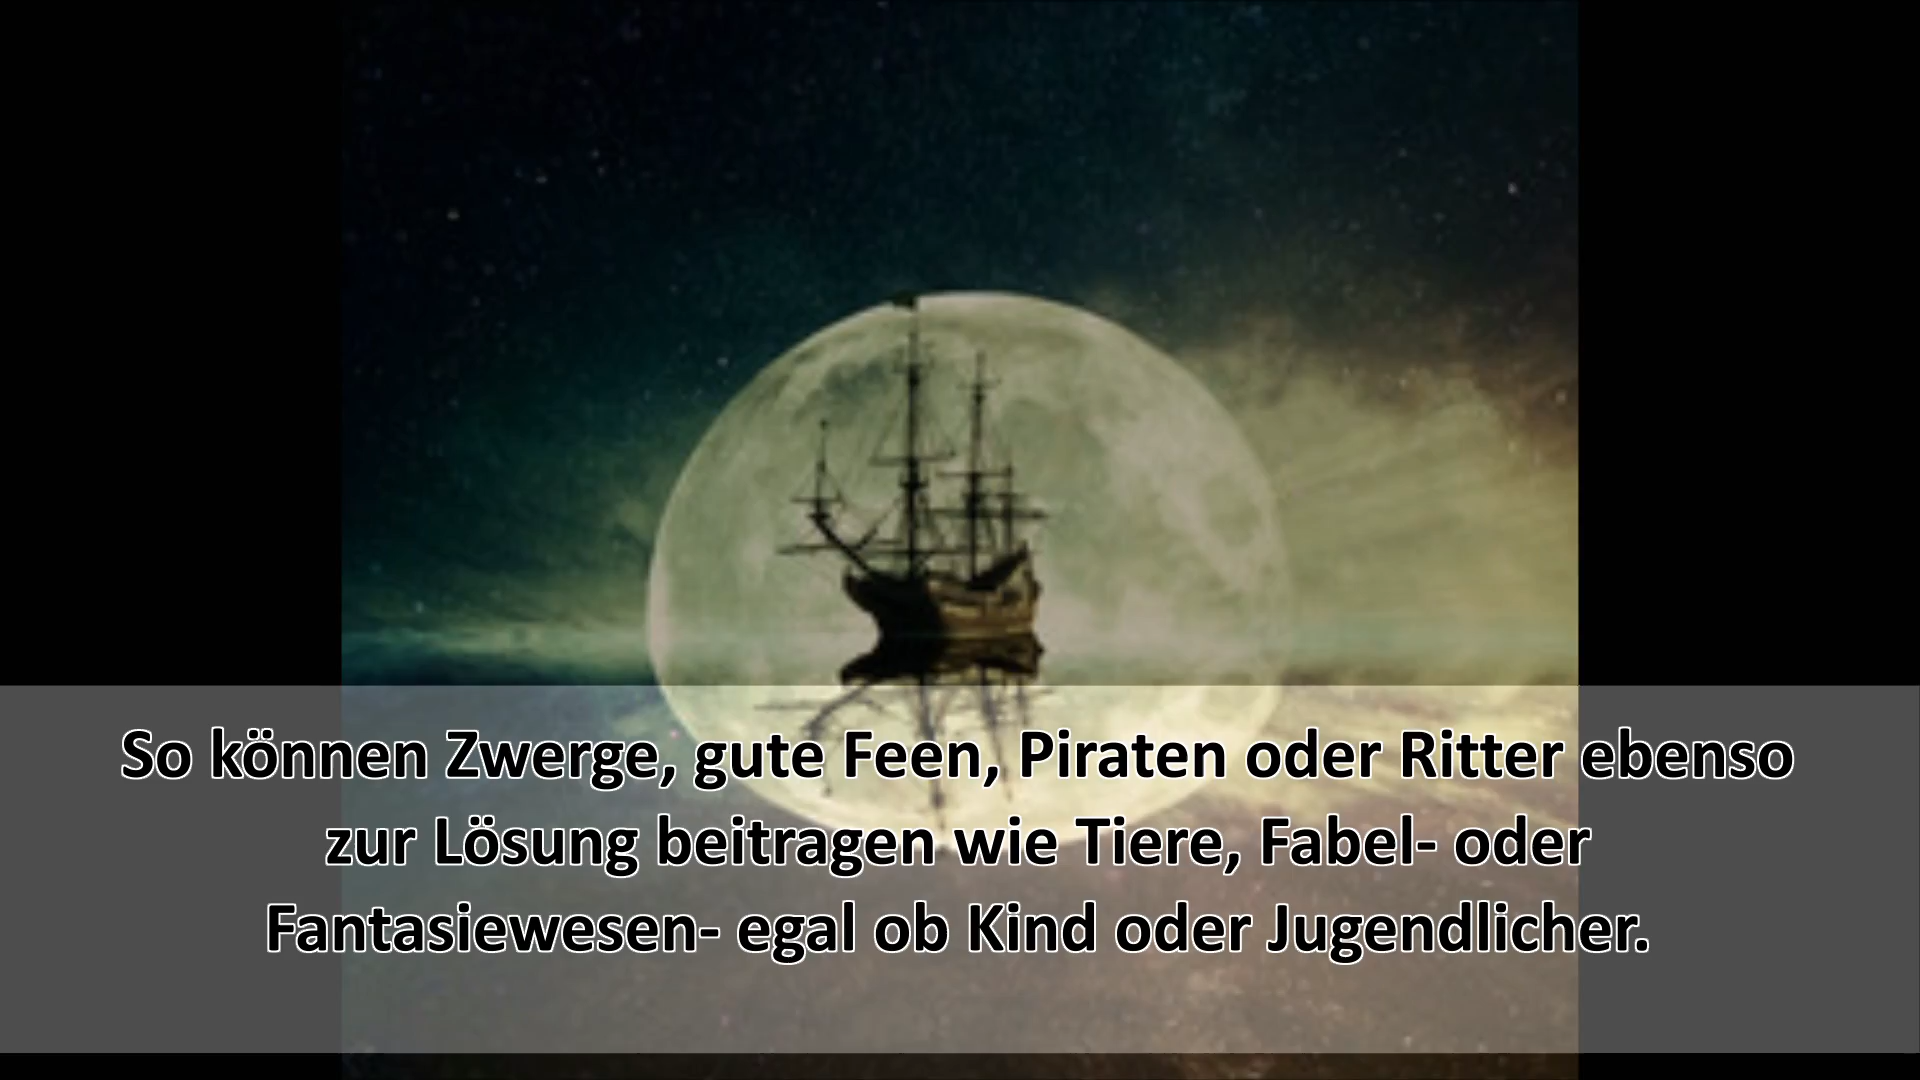 So können Zwerge, gute Feen, Piraten oder Ritter ebenso
zur Lösung beitragen wie Tiere, Fabel- oder
Fantasiewesen- egal ob Kind oder Jugendlicher.